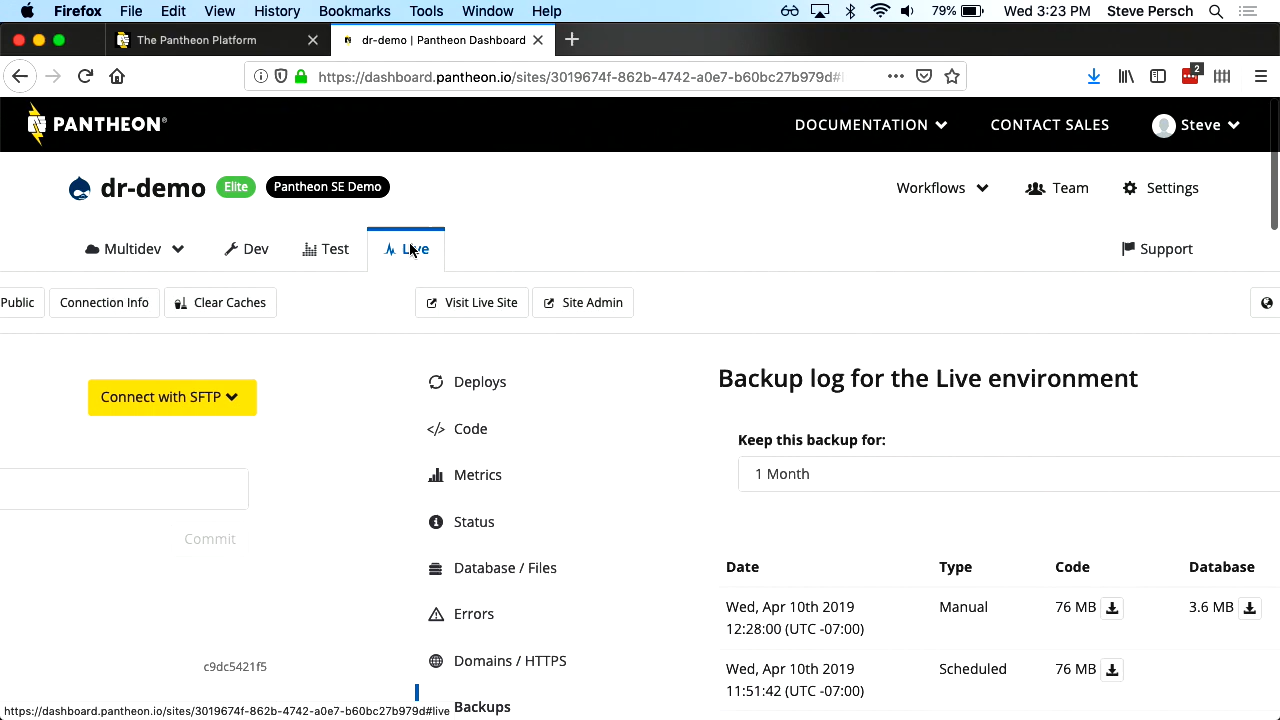 Firefox File Edit View History Bookmarks Tools Window Help 79% Wed 3:23 PM Steve Persch
The Pantheon Platform
dr-demo | Pantheon Dashboard
https://dashboard.pantheon.io/sites/3019674f-862b-4742-a0e7-b60bc27b979d#
2
PANTHEON®
DOCUMENTATION CONTACT SALES Steve
dr-demo Elite Pantheon SE Demo
Workflows Team Settings
Multidev Dev Test Live Support
Public Connection Info Clear Caches Visit Live Site Site Admin
Connect with SFTP
Commit
c9dc5421f5
Deploys
Code
Metrics
Status
Database / Files
Errors
Domains / HTTPS
Backups
Backup log for the Live environment
Keep this backup for:
1 Month
Date Type Code Database
Wed, Apr 10th 2019 Manual 76 MB 3.6 MB
12:28:00 (UTC -07:00)
Wed, Apr 10th 2019 Scheduled 76 MB
11:51:42 (UTC -07:00)
https://dashboard.pantheon.io/sites/3019674f-862b-4742-a0e7-b60bc27b979d#live